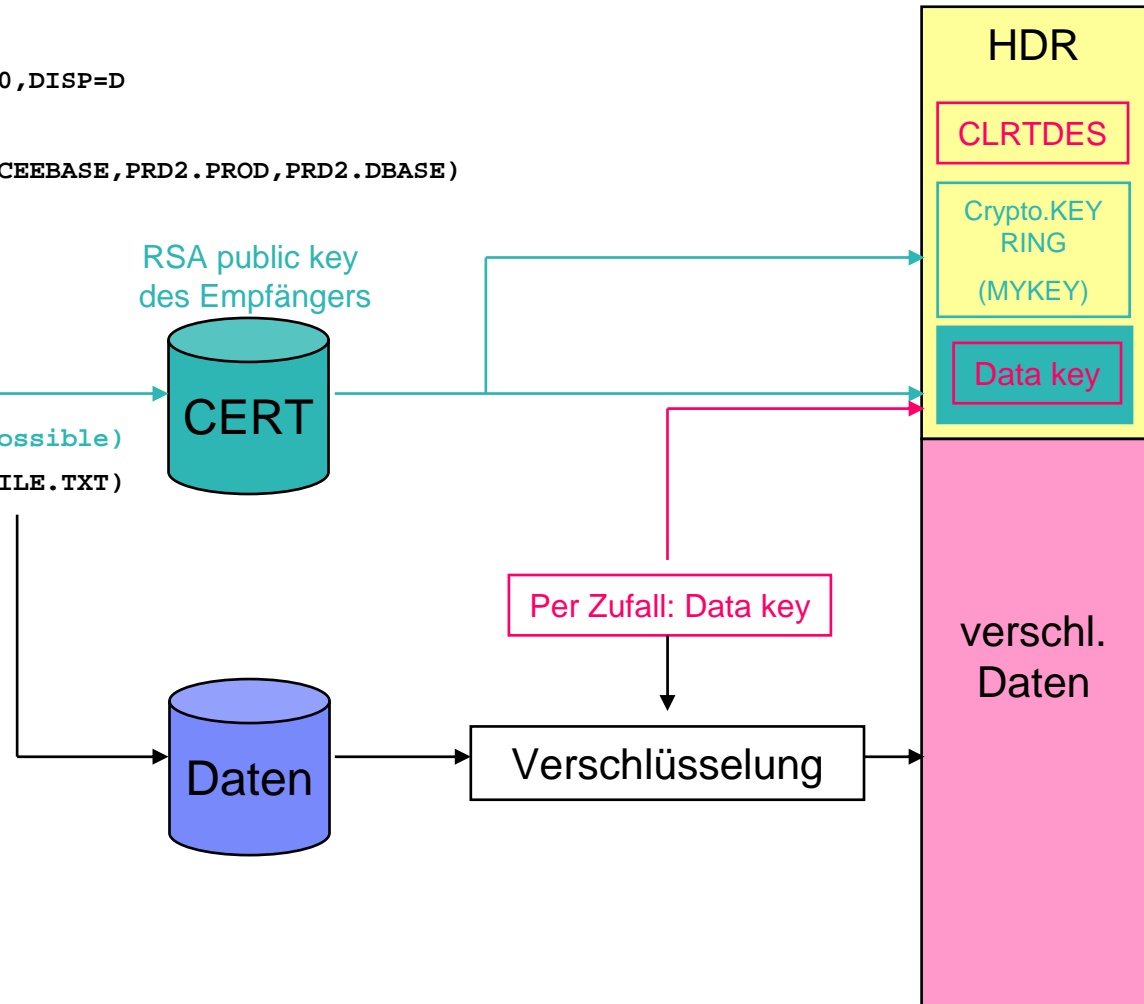 0,DISP=D
CEEBASE,PRD2.PROD,PRD2.DBASE)
RSA public key
des Empfängers
CERT
ossible)
ILE.TXT)
Per Zufall: Data key
Daten
Verschlüsselung
HDR
CLRTDES
Crypto.KEY
RING
(MYKEY)
Data key
verschl.
Daten